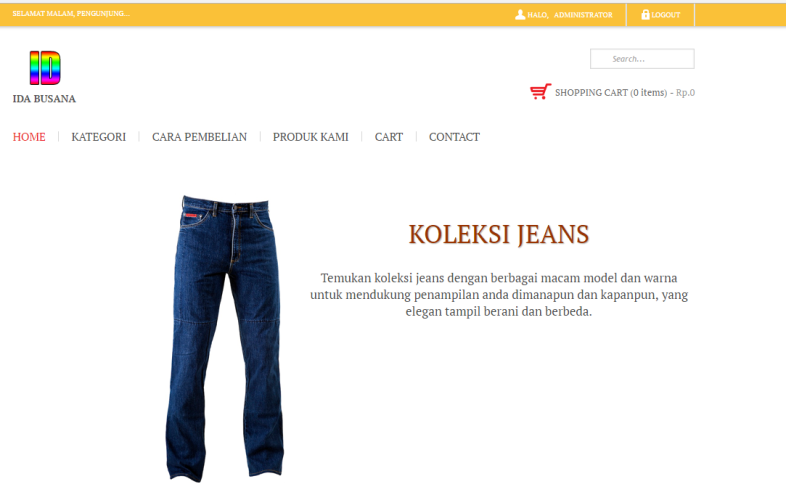 SELAMAT MALAM, PENGUNJUNG...
HALO, ADMINISTRATOR
LOGOUT
ID
Search...
IDA BUSANA
SHOPPING CART (0 items) - Rp.0
HOME
KATEGORI
CARA PEMBELIAN
PRODUK KAMI
CART
CONTACT
KOLEKSI JEANS
Temukan koleksi jeans dengan berbagai macam model dan warna
untuk mendukung penampilan anda dimanapun dan kapanpun, yang
elegan tampil berani dan berbeda.